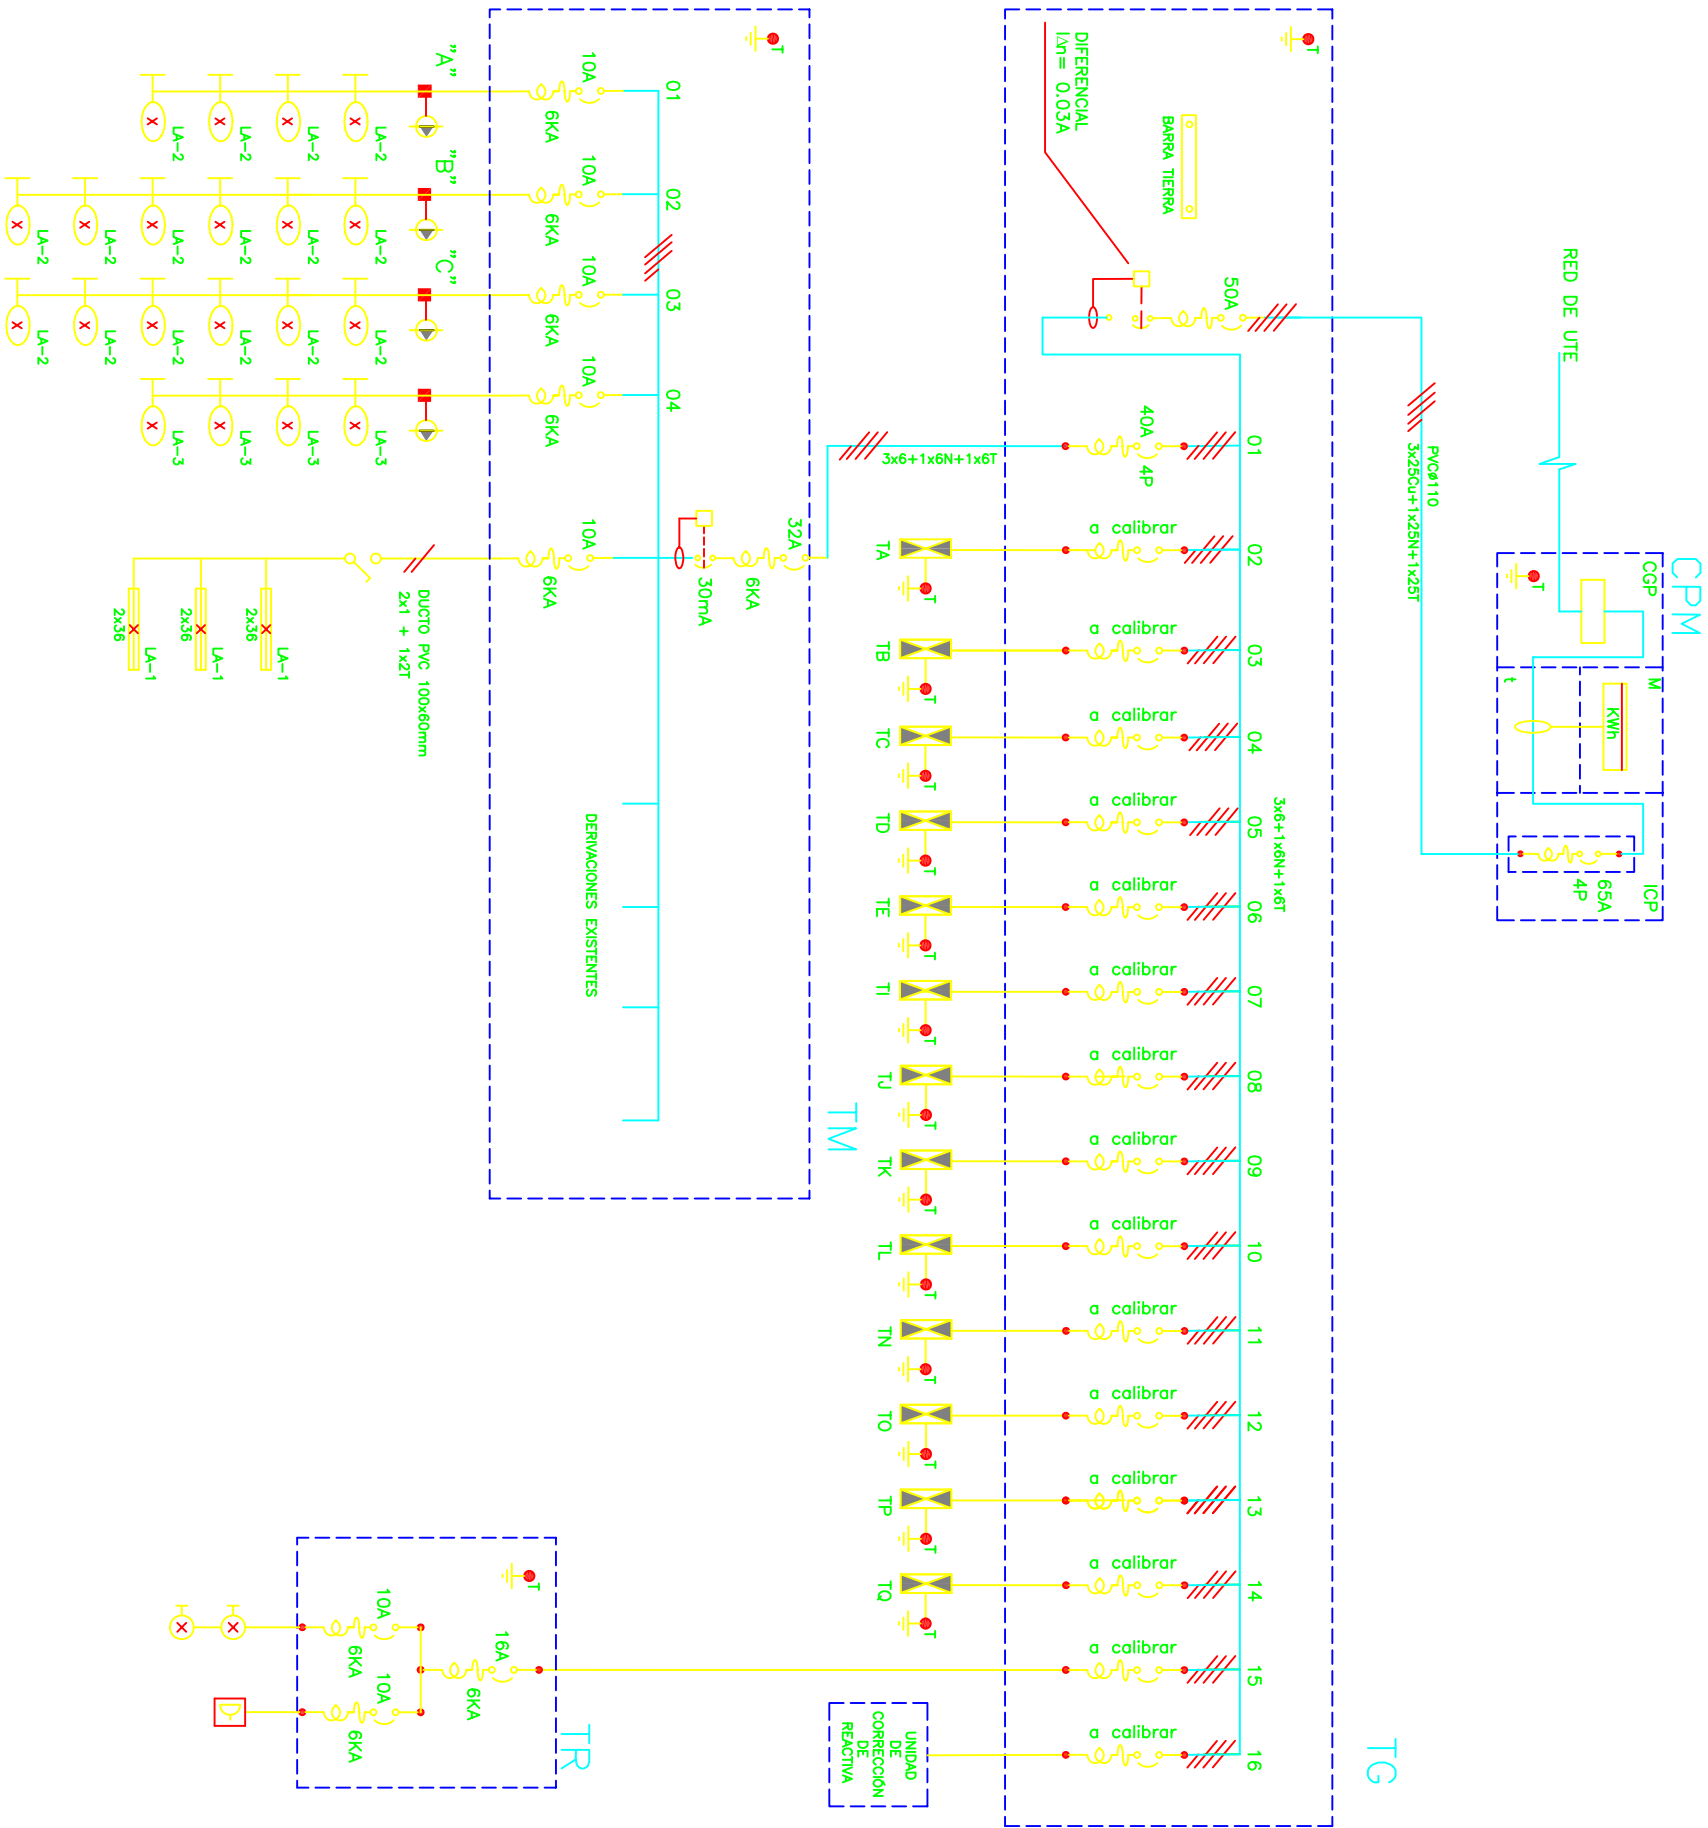 CPM
RED DE UTE
CGP
T
M
t
KWh
ICP
65A
4P
PVCø110
3x25Cu+1x25N+1x25T
TG
T
DIFERENCIAL
IΔn= 0.03A
BARRA TIERRA
50A
3x6+1x6N+1x6T
01
40A
4P
3x6+1x6N+1x6T
02
a calibrar
TA
T
03
a calibrar
TB
T
04
a calibrar
TC
T
05
a calibrar
TD
T
06
a calibrar
TE
T
07
a calibrar
TI
T
08
a calibrar
TJ
T
09
a calibrar
TK
T
10
a calibrar
TL
T
11
a calibrar
TN
T
12
a calibrar
TO
T
13
a calibrar
TP
T
14
a calibrar
TQ
T
15
a calibrar
16
a calibrar
UNIDAD
DE
CORRECCIÓN
DE
REACTIVA
TM
T
32A
6KA
30mA
01
10A
6KA
"A"
LA-2
LA-2
LA-2
LA-2
02
10A
6KA
"B"
LA-2
LA-2
LA-2
LA-2
LA-2
LA-2
03
10A
6KA
"C"
LA-2
LA-2
LA-2
LA-2
LA-2
LA-2
04
10A
6KA
LA-3
LA-3
LA-3
LA-3
10A
6KA
DUCTO PVC 100x60mm
2x1 + 1x2T
LA-1
2x36
LA-1
2x36
LA-1
2x36
DERIVACIONES EXISTENTES
TR
T
16A
6KA
10A
6KA
10A
6KA
D